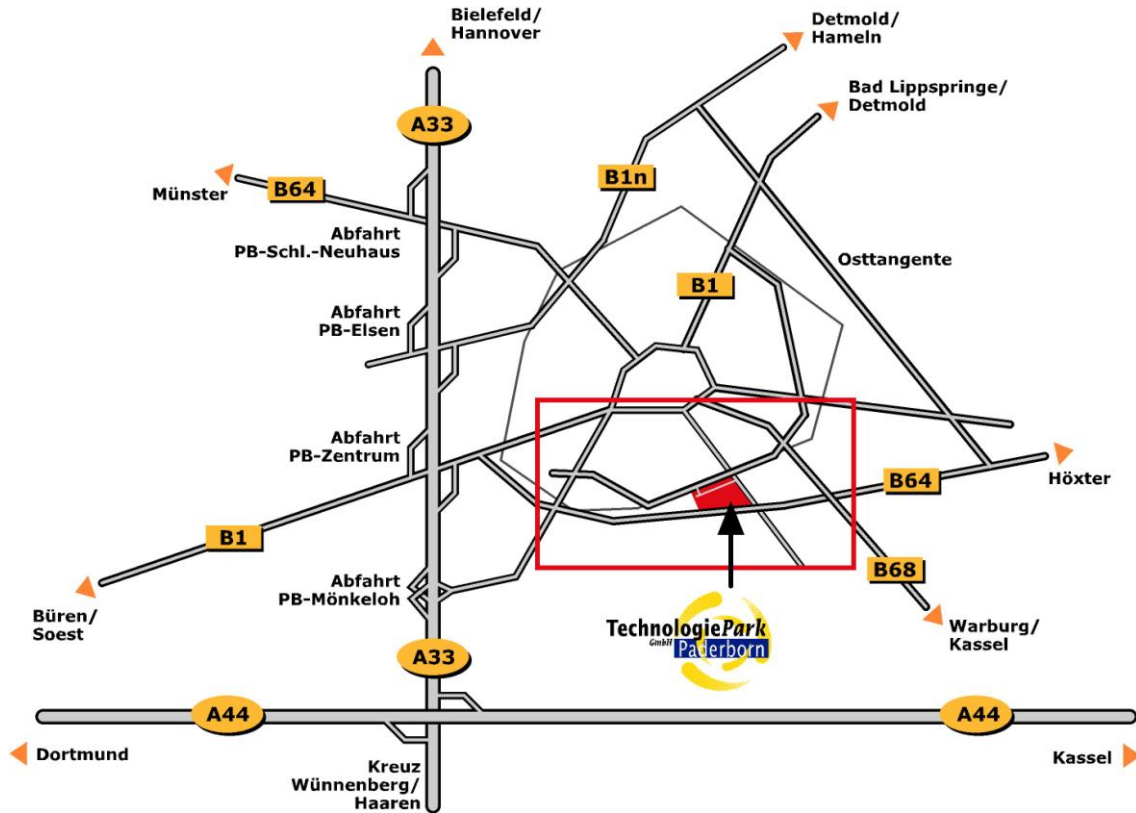 Bielefeld/
Hannover
Detmold/
Hameln
Bad Lippspringe/
Detmold
A33
Münster
B64
B1n
Abfahrt
PB-Schl.-Neuhaus
Osttangente
B1
Abfahrt
PB-Elsen
Abfahrt
PB-Zentrum
B64
Höxter
B1
B68
Abfahrt
PB-Mönkeloh
Büren/
Soest
TechnologiePark
GmbH Paderborn
Warburg/
Kassel
A33
A44
A44
Dortmund
Kassel
Kreuz
Wünnenberg/
Haaren